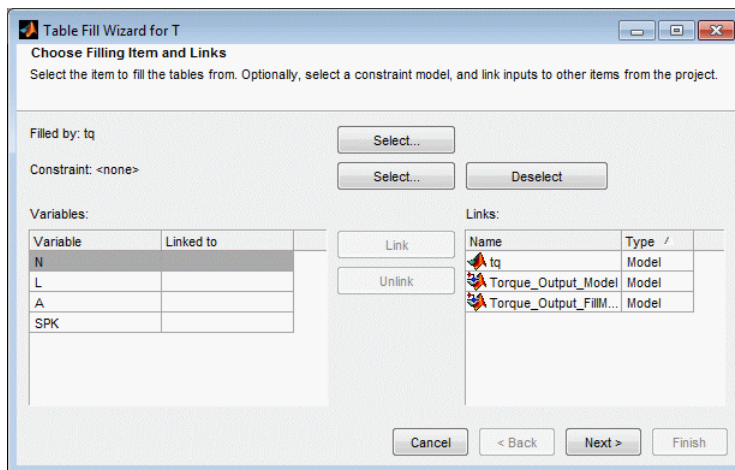 Table Fill Wizard for T
Choose Filling Item and Links
Select the item to fill the tables from. Optionally, select a constraint model, and link inputs to other items from the project.
Filled by: tq
Select...
Constraint: <none>
Select...
Deselect
Variables:
Links:
Variable Linked to
N
L
A
SPK
Link
Unlink
Name Type
tq Model
Torque_Output_Model Model
Torque_Output_FillM... Model
Cancel
< Back
Next >
Finish